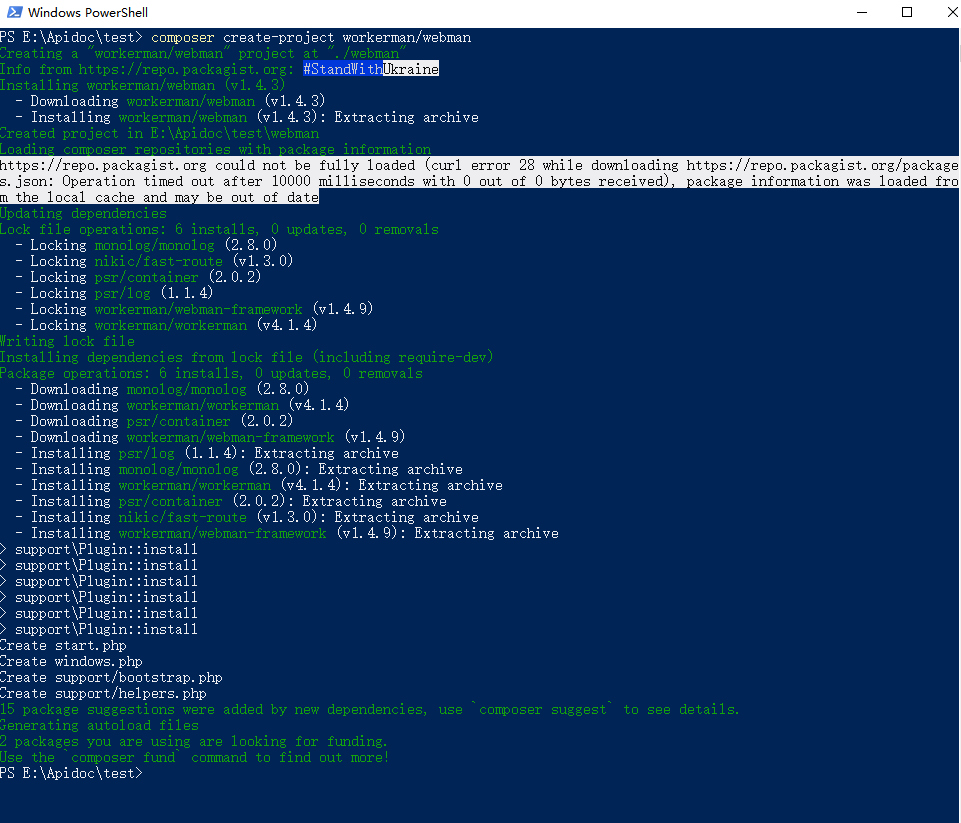 Windows PowerShell
PS E:\Apidoc\test> composer create-project workerman/webman
Creating a "workerman/webman" project at "./webman"
Info from https://repo.packagist.org: #StandWithUkraine
Installing workerman/webman (v1.4.3)
  - Downloading workerman/webman (v1.4.3)
  - Installing workerman/webman (v1.4.3): Extracting archive
Created project in E:\Apidoc\test\webman
Loading composer repositories with package information
https://repo.packagist.org could not be fully loaded (curl error 28 while downloading https://repo.packagist.org/package
s.json: Operation timed out after 10000 milliseconds with 0 out of 0 bytes received), package information was loaded fro
m the local cache and may be out of date
Updating dependencies
Lock file operations: 6 installs, 0 updates, 0 removals
  - Locking monolog/monolog (2.8.0)
  - Locking nikic/fast-route (v1.3.0)
  - Locking psr/container (2.0.2)
  - Locking psr/log (1.1.4)
  - Locking workerman/webman-framework (v1.4.9)
  - Locking workerman/workerman (v4.1.4)
Writing lock file
Installing dependencies from lock file (including require-dev)
Package operations: 6 installs, 0 updates, 0 removals
  - Downloading monolog/monolog (2.8.0)
  - Downloading workerman/workerman (v4.1.4)
  - Downloading psr/container (2.0.2)
  - Downloading workerman/webman-framework (v1.4.9)
  - Installing psr/log (1.1.4): Extracting archive
  - Installing monolog/monolog (2.8.0): Extracting archive
  - Installing workerman/workerman (v4.1.4): Extracting archive
  - Installing psr/container (2.0.2): Extracting archive
  - Installing nikic/fast-route (v1.3.0): Extracting archive
  - Installing workerman/webman-framework (v1.4.9): Extracting archive
> support\Plugin::install
> support\Plugin::install
> support\Plugin::install
> support\Plugin::install
> support\Plugin::install
> support\Plugin::install
Create start.php
Create windows.php
Create support/bootstrap.php
Create support/helpers.php
15 package suggestions were added by new dependencies, use `composer suggest` to see details.
Generating autoload files
2 packages you are using are looking for funding.
Use the `composer fund` command to find out more!
PS E:\Apidoc\test>